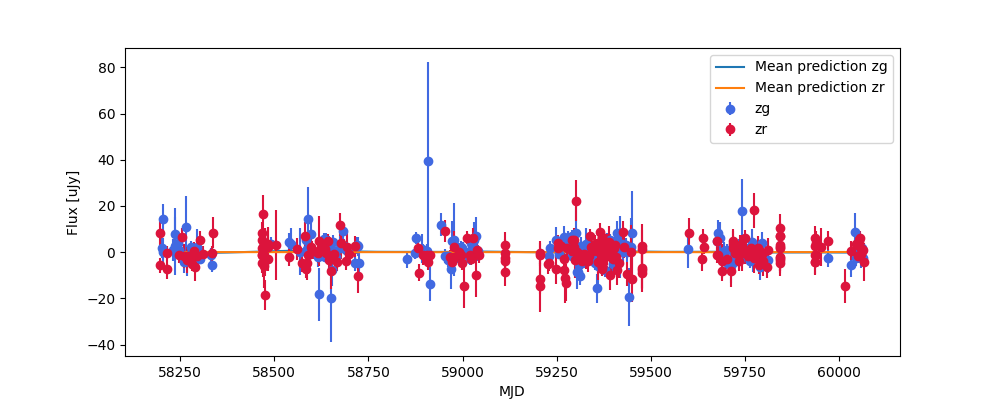 Mean prediction zg
Mean prediction zr
zg
zr
80
60
40
20
0
−20
−40
Flux [uJy]
58250
58500
58750
59000
59250
59500
59750
60000
MJD